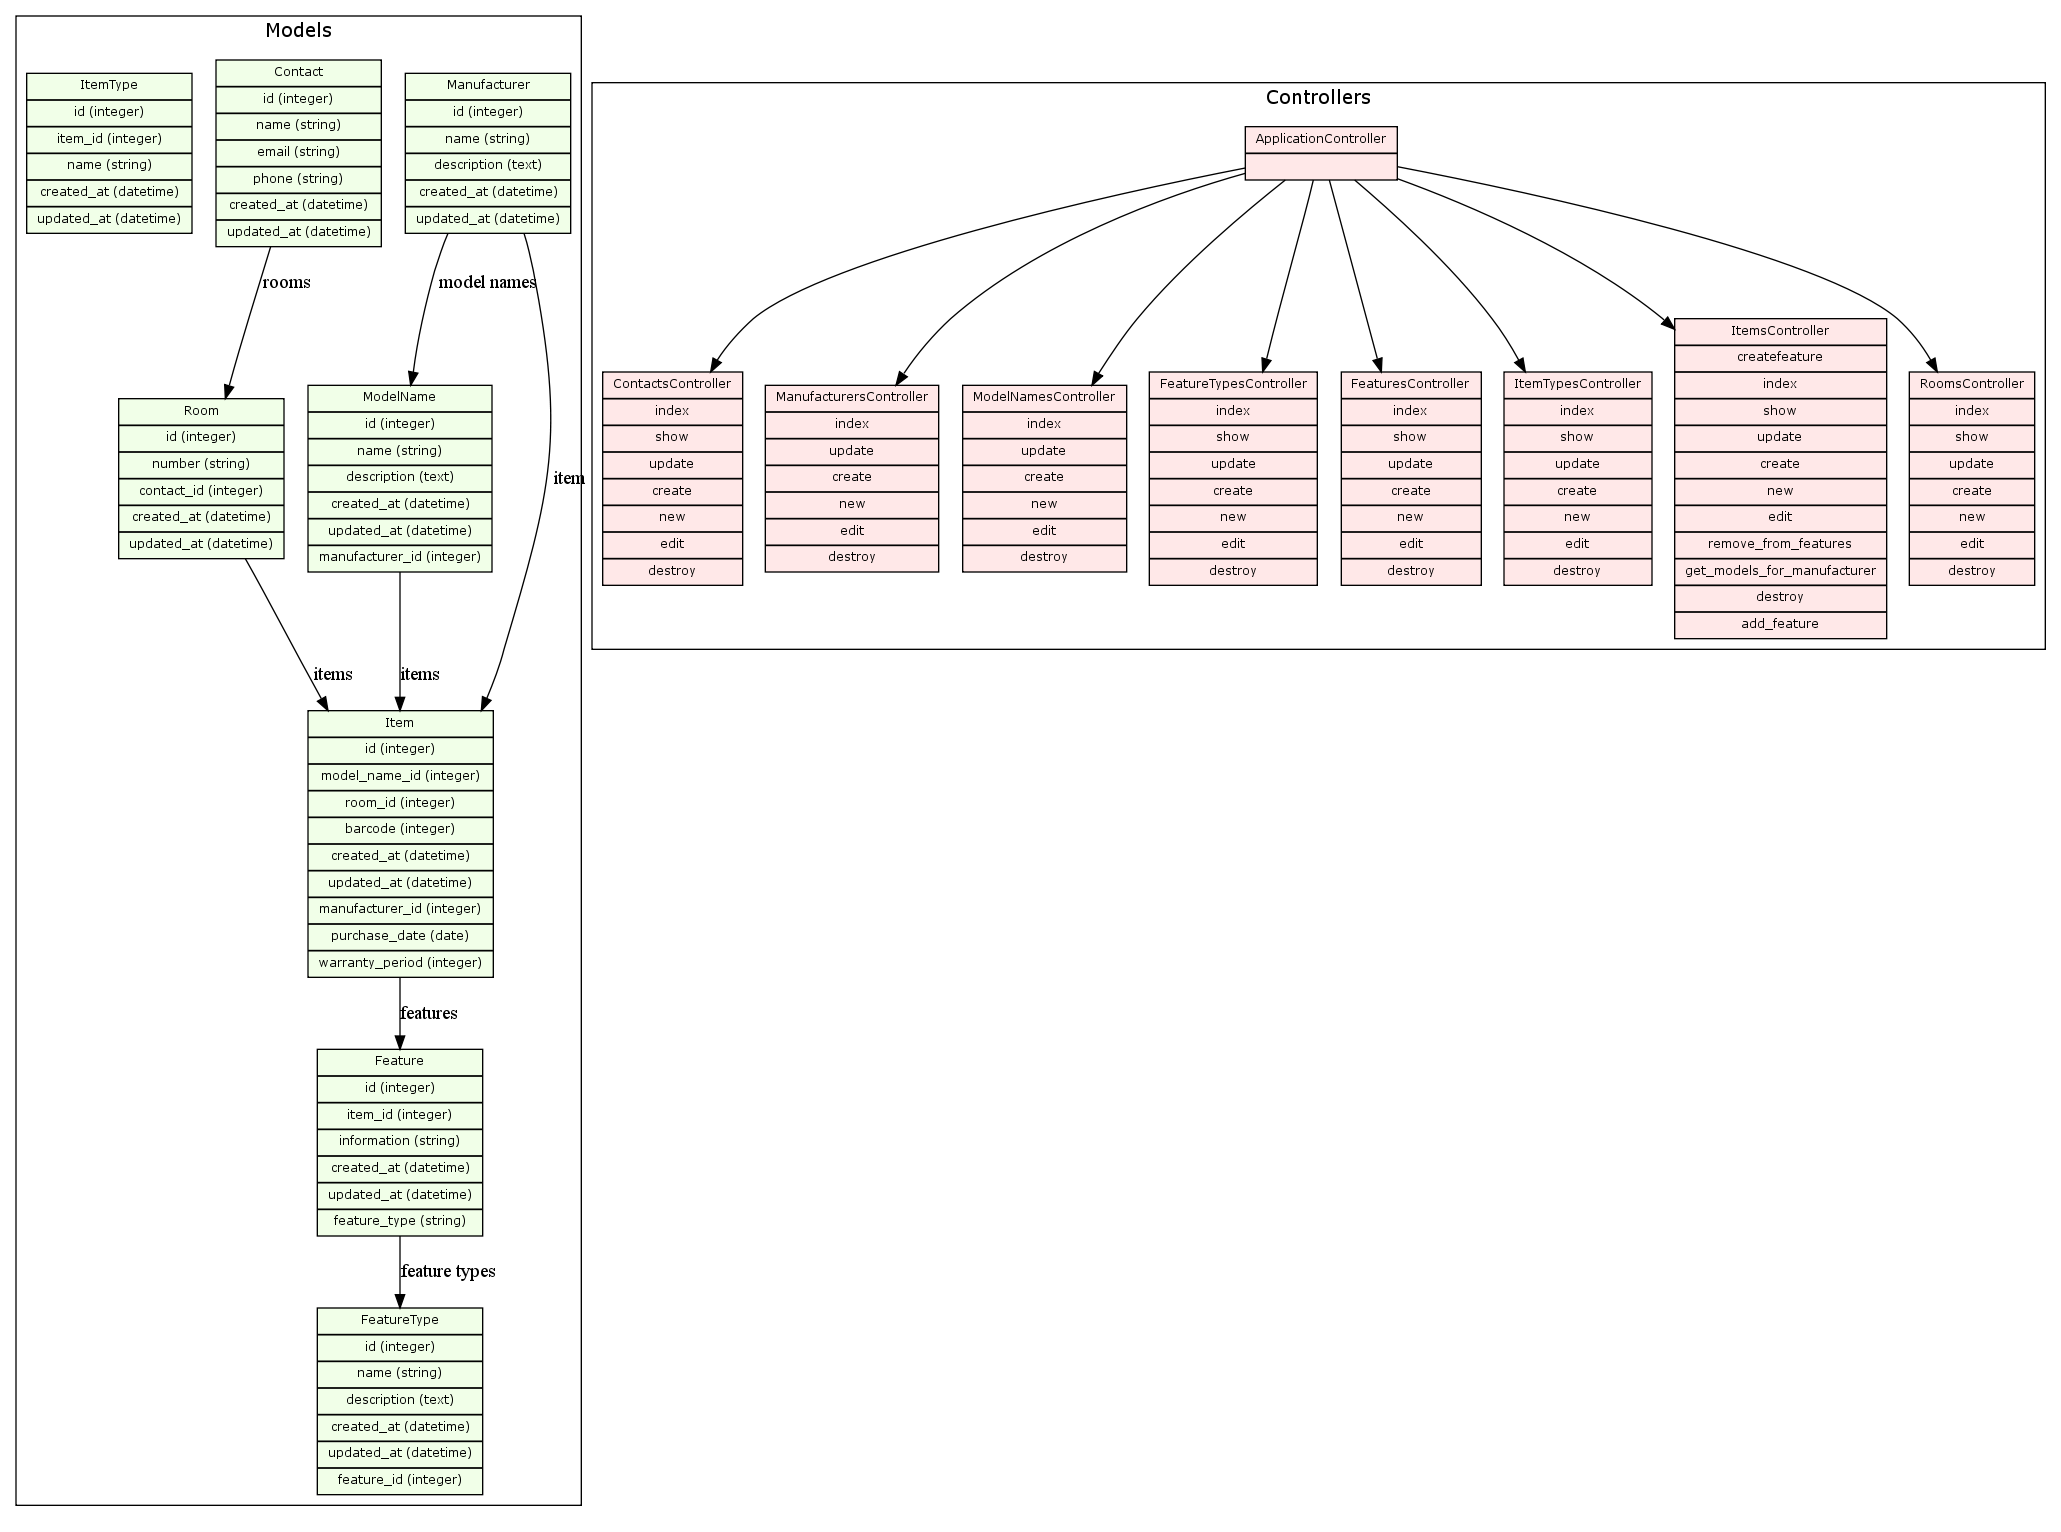 Models
ItemType
id (integer)
item_id (integer)
name (string)
created_at (datetime)
updated_at (datetime)
Contact
id (integer)
name (string)
email (string)
phone (string)
created_at (datetime)
updated_at (datetime)
Manufacturer
id (integer)
name (string)
description (text)
created_at (datetime)
updated_at (datetime)
rooms
model names
item
Room
id (integer)
number (string)
contact_id (integer)
created_at (datetime)
updated_at (datetime)
ModelName
id (integer)
name (string)
description (text)
created_at (datetime)
updated_at (datetime)
manufacturer_id (integer)
items
items
Item
id (integer)
model_name_id (integer)
room_id (integer)
barcode (integer)
created_at (datetime)
updated_at (datetime)
manufacturer_id (integer)
purchase_date (date)
warranty_period (integer)
features
Feature
id (integer)
item_id (integer)
information (string)
created_at (datetime)
updated_at (datetime)
feature_type (string)
feature types
FeatureType
id (integer)
name (string)
description (text)
created_at (datetime)
updated_at (datetime)
feature_id (integer)
Controllers
ApplicationController
ContactsController
index
show
update
create
new
edit
destroy
ManufacturersController
index
update
create
new
edit
destroy
ModelNamesController
index
update
create
new
edit
destroy
FeatureTypesController
index
show
update
create
new
edit
destroy
FeaturesController
index
show
update
create
new
edit
destroy
ItemTypesController
index
show
update
create
new
edit
destroy
ItemsController
createfeature
index
show
update
create
new
edit
remove_from_features
get_models_for_manufacturer
destroy
add_feature
RoomsController
index
show
update
create
new
edit
destroy